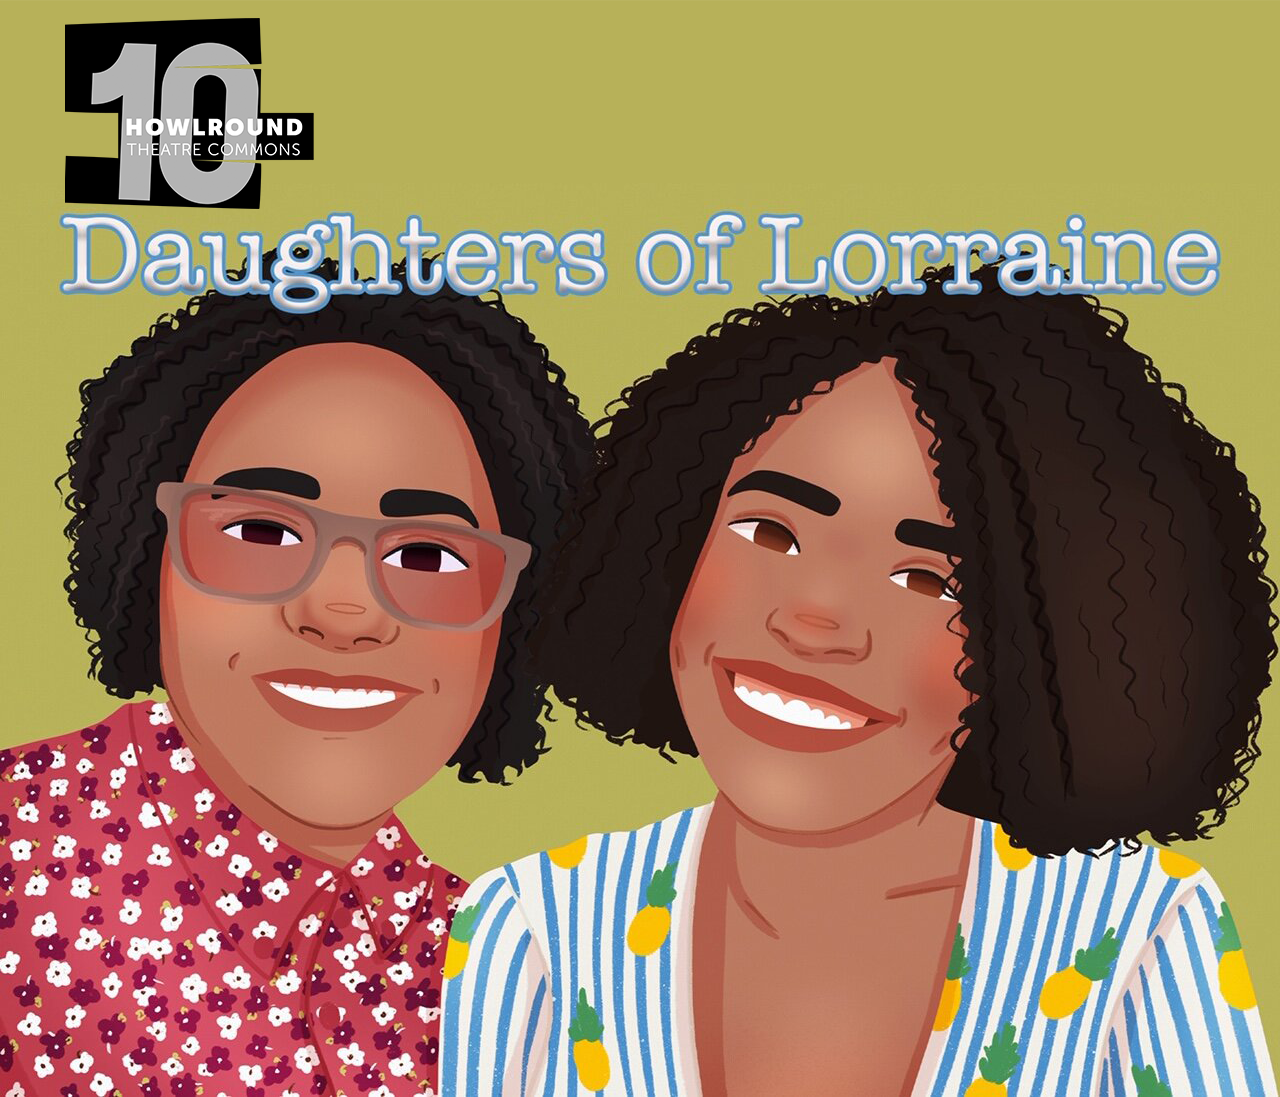 10
HOWLROUND
THEATRE COMMONS
Daughters of Lorraine